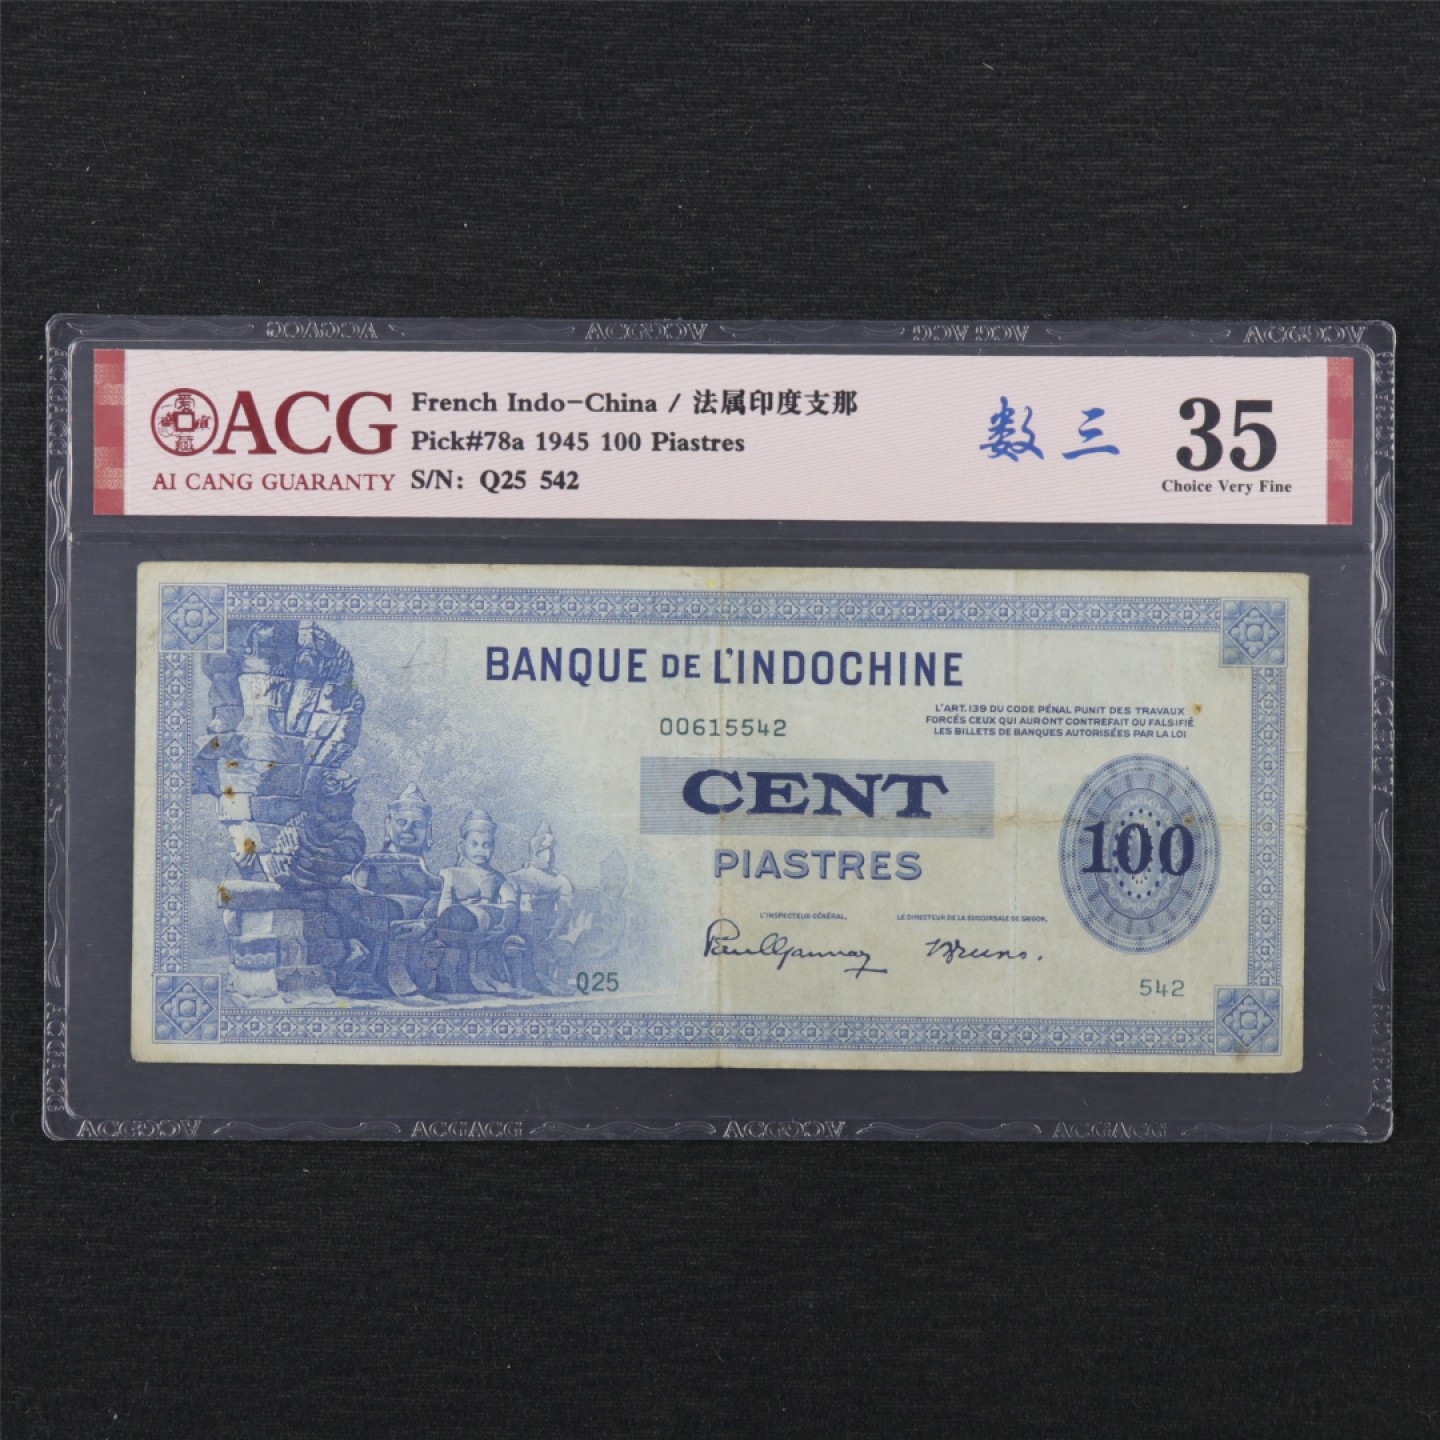 ACG
AI CANG GUARANTY
French Indo-China / 法属印度支那
Pick#78a 1945 100 Piastres
S/N: Q25 542
数三
35
Choice Very Fine
BANQUE DE L'INDOCHINE
00615542
L'ART. 139 DU CODE PÉNAL PUNIT DES TRAVAUX
FORCÉS CEUX QUI AURONT CONTREFAIT OU FALSIFIÉ
LES BILLETS DE BANQUES AUTORISÉES PAR LA LOI
CENT
PIASTRES
100
L'INSPECTEUR GÉNÉRAL,
LE DIRECTEUR DE LA SUCCURSALE DE SAIGON,
Q25
542